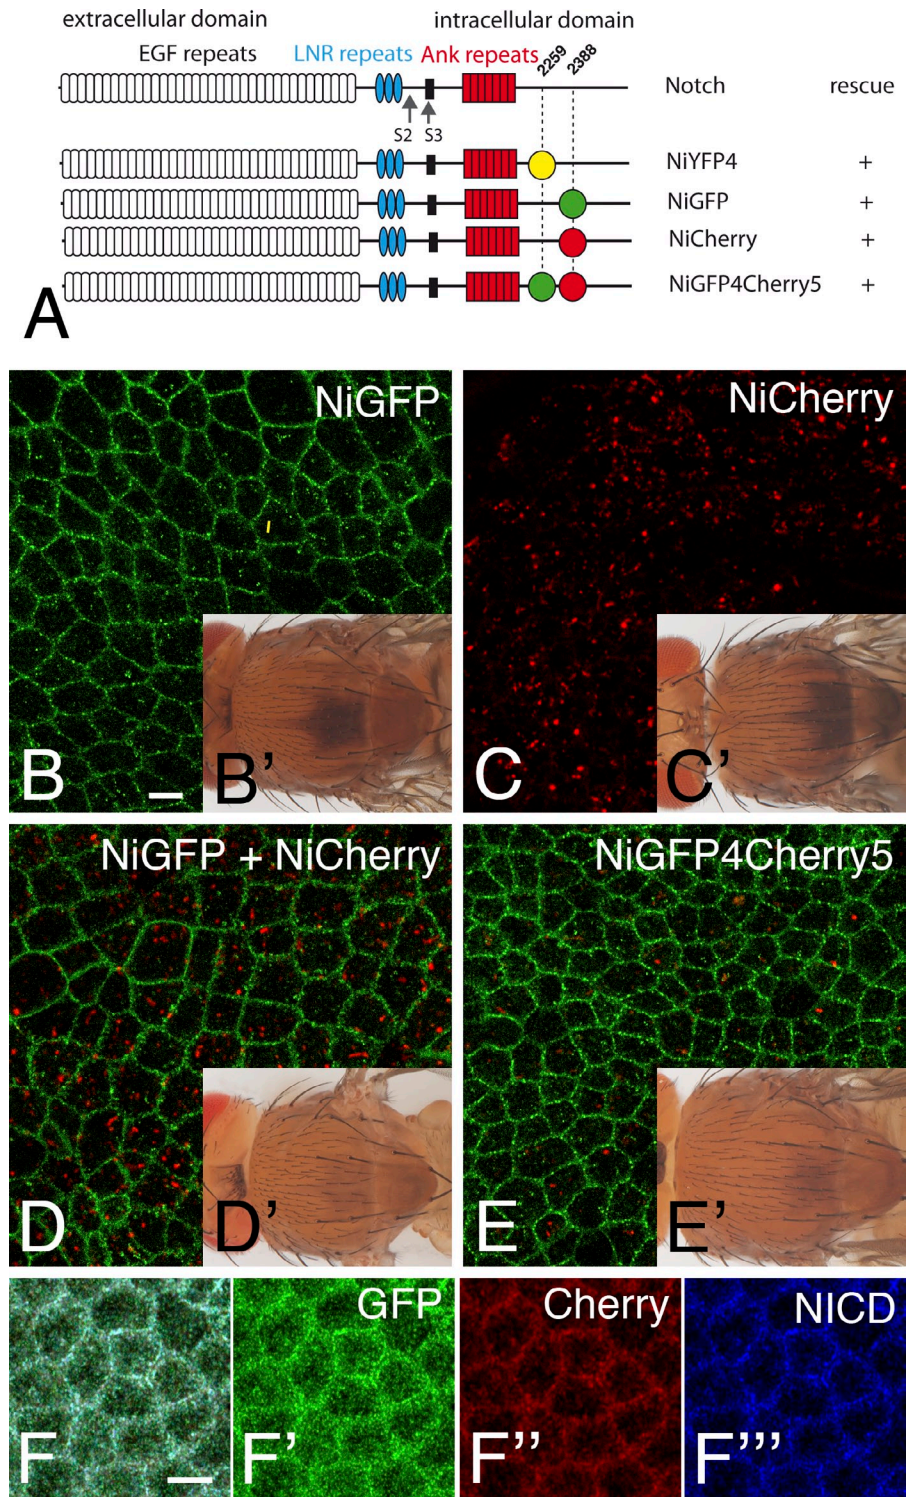 extracellular domain intracellular domain
EGF repeats LNR repeats Ank repeats 2259 2388
Notch rescue
S2 S3
NiYFP4 +
NiGFP +
NiCherry +
NiGFP4Cherry5 +
A
NiGFP NiCherry
B B’ C C’
NiGFP + NiCherry NiGFP4Cherry5
D D’ E E’
GFP Cherry NICD
F F’ F’’ F’’’